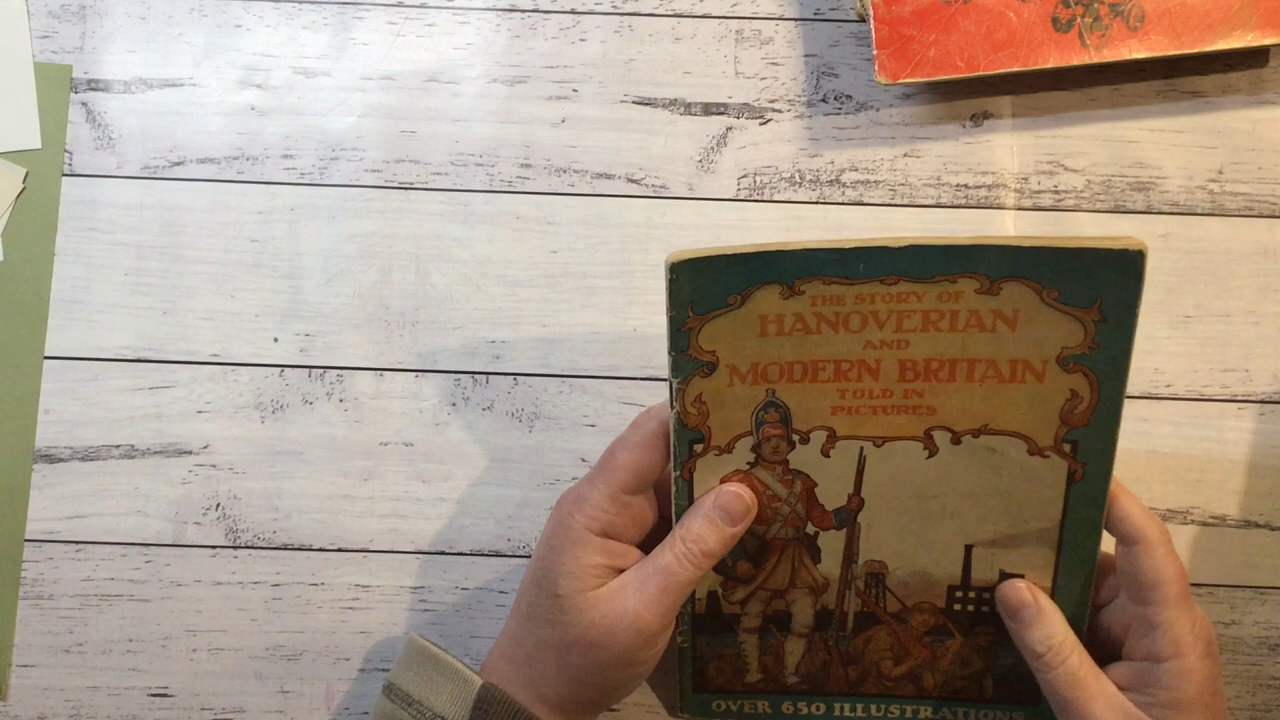 THE STORY OF
HANOVERIAN
AND
MODERN BRITAIN
TOLD IN
PICTURES
OVER 650 ILLUSTRATIONS